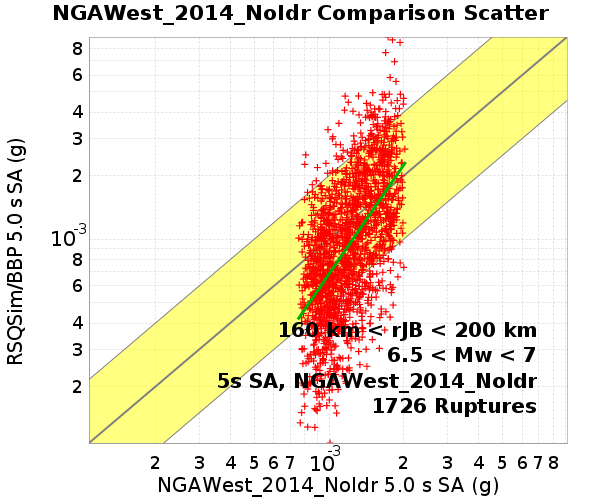 NGAWest_2014_NoIdr Comparison Scatter
8
6
4
3
2
10-3
8
6
4
3
2
RSQSim/BBP 5.0 s SA (g)
160 km < rJB < 200 km
6.5 < Mw < 7
5s SA, NGAWest_2014_NoIdr
1726 Ruptures
2 3 4 5 6 7 10-3 2 3 4 5 6 7 8
NGAWest_2014_NoIdr 5.0 s SA (g)